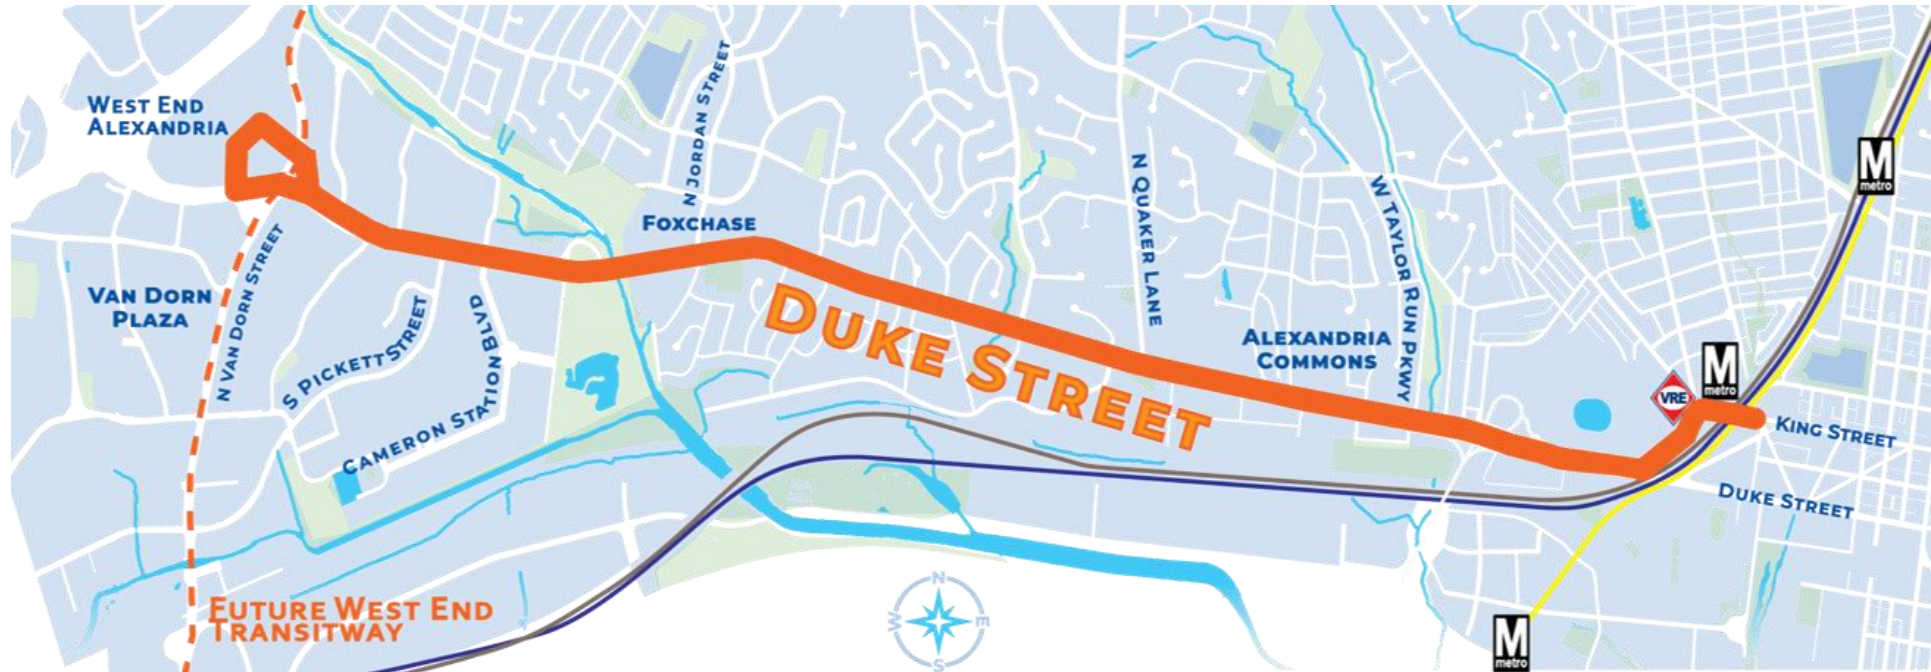 WEST END
ALEXANDRIA
VAN DORN
PLAZA
N VAN DORN STREET
S PICKETT STREET
CAMERON STATION BLVD
FUTURE WEST END
TRANSITWAY
N JORDAN STREET
FOXCHASE
DUKE STREET
N QUAKER LANE
ALEXANDRIA
COMMONS
W TAYLOR RUN PKWY
M
metro
VRE
M
metro
KING STREET
DUKE STREET
M
metro
N
W
E
S